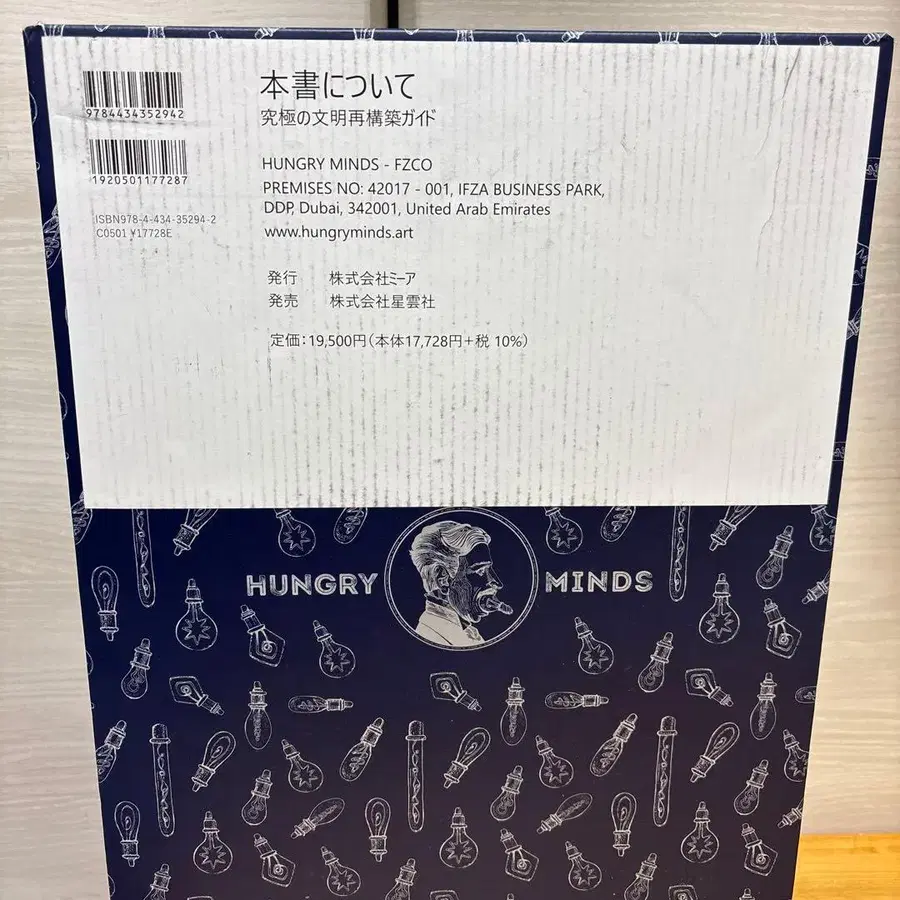 9784434352942
1920501177287
ISBN978-4-434-35294-2
C0501 ¥17728E
本書について
究極の文明再構築ガイド
HUNGRY MINDS - FZCO
PREMISES NO: 42017 - 001, IFZA BUSINESS PARK,
DDP, Dubai, 342001, United Arab Emirates
www.hungryminds.art
発行 株式会社ミーア
発売 株式会社星雲社
定価:19,500円(本体17,728円+税 10%)
HUNGRY MINDS